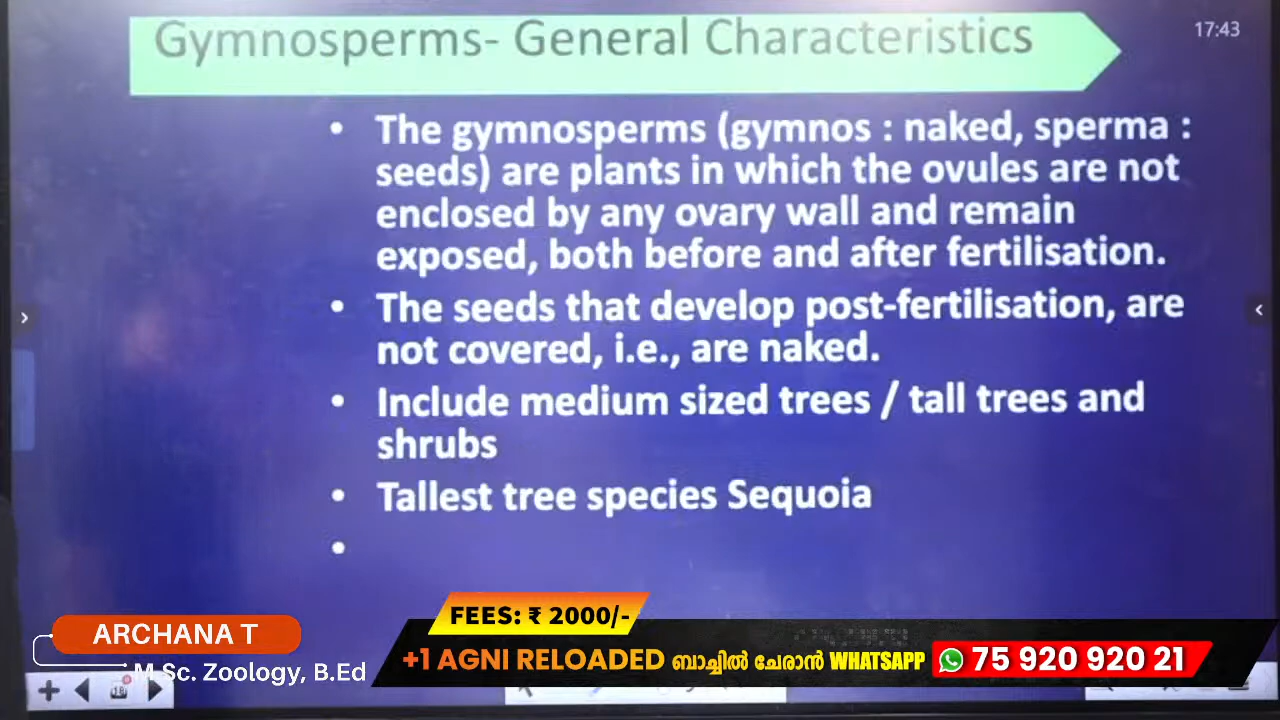 Gymnosperms- General Characteristics
17:43
• The gymnosperms (gymnos : naked, sperma :
seeds) are plants in which the ovules are not
enclosed by any ovary wall and remain
exposed, both before and after fertilisation.
• The seeds that develop post-fertilisation, are
not covered, i.e., are naked.
• Include medium sized trees / tall trees and
shrubs
• Tallest tree species Sequoia
•
FEES: ₹ 2000/-
ARCHANA T
M.Sc. Zoology, B.Ed
+1 AGNI RELOADED ബാച്ചിൽ ചേരാൻ WHATSAPP 75 920 920 21
18